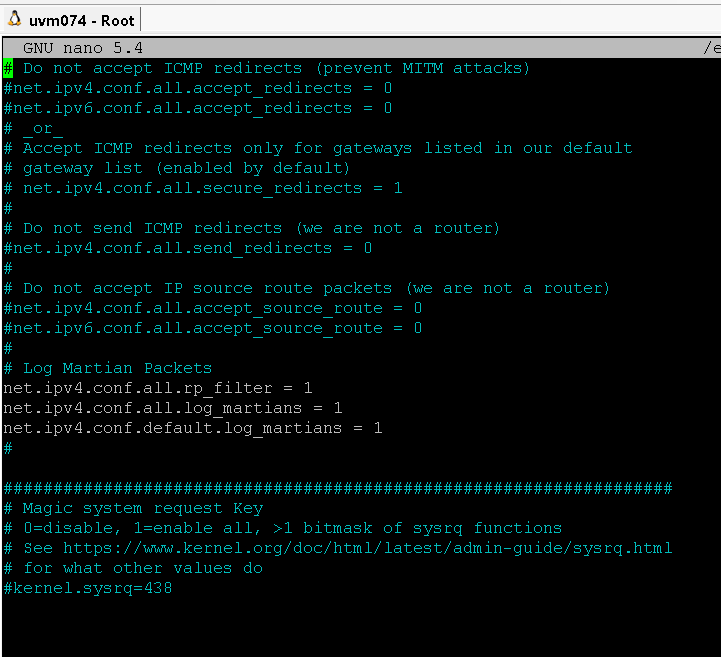 uvm074 - Root
GNU nano 5.4 /e
# Do not accept ICMP redirects (prevent MITM attacks)
#net.ipv4.conf.all.accept_redirects = 0
#net.ipv6.conf.all.accept_redirects = 0
# _or_
# Accept ICMP redirects only for gateways listed in our default
# gateway list (enabled by default)
# net.ipv4.conf.all.secure_redirects = 1
#
# Do not send ICMP redirects (we are not a router)
#net.ipv4.conf.all.send_redirects = 0
#
# Do not accept IP source route packets (we are not a router)
#net.ipv4.conf.all.accept_source_route = 0
#net.ipv6.conf.all.accept_source_route = 0
#
# Log Martian Packets
net.ipv4.conf.all.rp_filter = 1
net.ipv4.conf.all.log_martians = 1
net.ipv4.conf.default.log_martians = 1
#
###################################################################
# Magic system request Key
# 0=disable, 1=enable all, >1 bitmask of sysrq functions
# See https://www.kernel.org/doc/html/latest/admin-guide/sysrq.html
# for what other values do
#kernel.sysrq=438